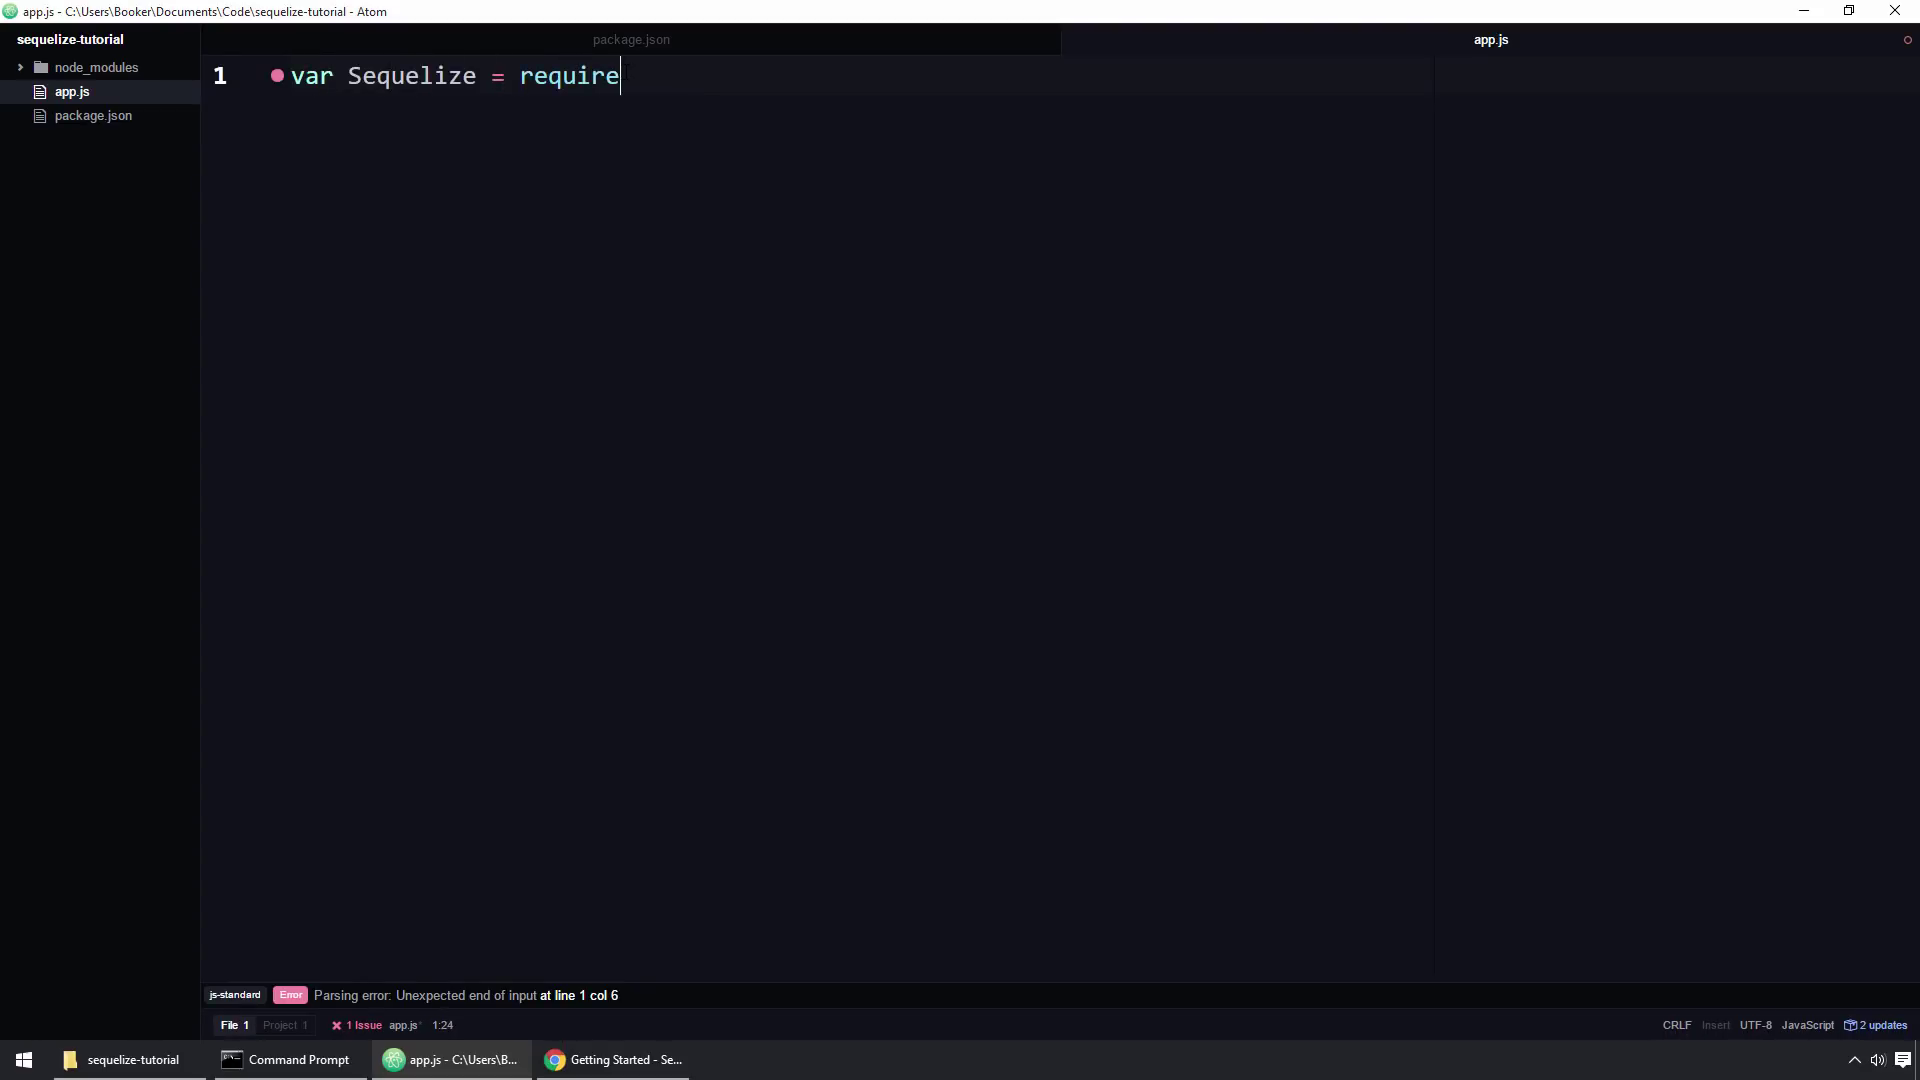 app.js - C:\Users\Booker\Documents\Code\sequelize-tutorial - Atom
sequelize-tutorial
package.json
app.js
node_modules
app.js
package.json
1
var Sequelize = require
js-standard Error Parsing error: Unexpected end of input at line 1 col 6
File 1 Project 1 1 Issue app.js* 1:24 CRLF Insert UTF-8 JavaScript 2 updates
sequelize-tutorial Command Prompt app.js - C:\Users\B... Getting Started - Se...